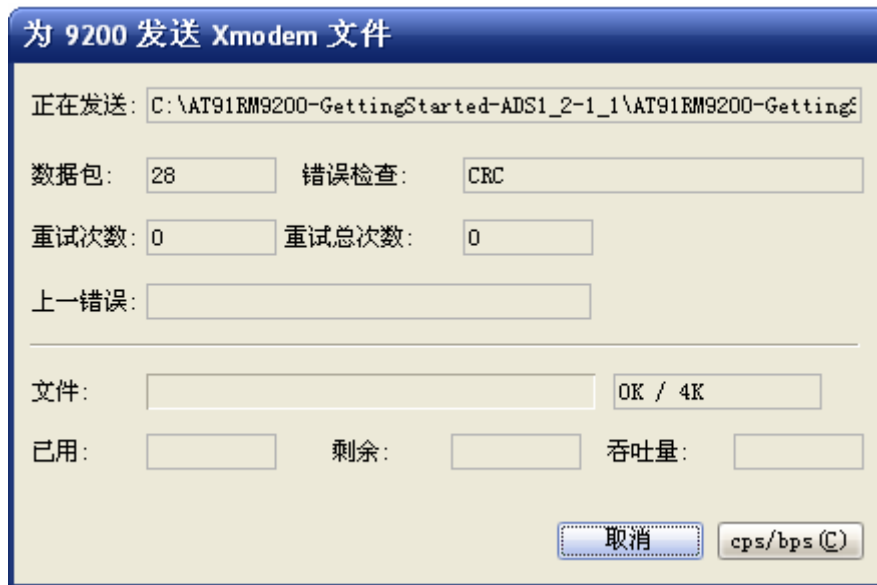 为 9200 发送 Xmodem 文件
正在发送: C:\AT91RM9200-GettingStarted-ADS1_2-1_1\AT91RM9200-Getting
数据包: 28 错误检查: CRC
重试次数: 0 重试总次数: 0
上一错误:
文件: 0K / 4K
已用: 剩余: 吞吐量:
取消 cps/bps(C)